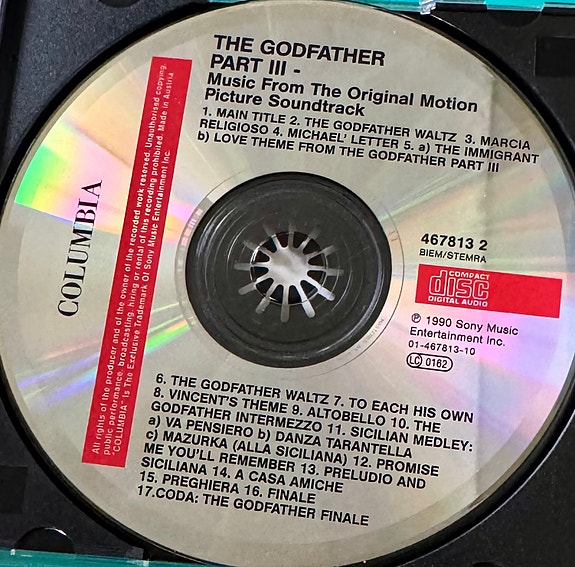 THE GODFATHER
PART III -
Music From The Original Motion
Picture Soundtrack
1. MAIN TITLE 2. THE GODFATHER WALTZ 3. MARCIA
RELIGIOSO 4. MICHAEL' LETTER 5. a) THE IMMIGRANT
b) LOVE THEME FROM THE GODFATHER PART III
COLUMBIA
All rights of the producer and of the owner of the recorded work reserved. Unauthorised copying,
public performance, broadcasting, hiring or rental of this recording prohibited. Made in Austria
"COLUMBIA" Is The Exclusive Trademark Of Sony Music Entertainment Inc.
467813 2
BIEM/STEMRA
COMPACT
disc
DIGITAL AUDIO
℗ 1990 Sony Music
Entertainment Inc.
01-467813-10
LC 0162
6. THE GODFATHER WALTZ 7. TO EACH HIS OWN
8. VINCENT'S THEME 9. ALTOBELLO 10. THE
GODFATHER INTERMEZZO 11. SICILIAN MEDLEY:
a) VA PENSIERO b) DANZA TARANTELLA
c) MAZURKA (ALLA SICILIANA) 12. PROMISE
ME YOU'LL REMEMBER 13. PRELUDIO AND
SICILIANA 14. A CASA AMICHE
15. PREGHIERA 16. FINALE
17.CODA: THE GODFATHER FINALE